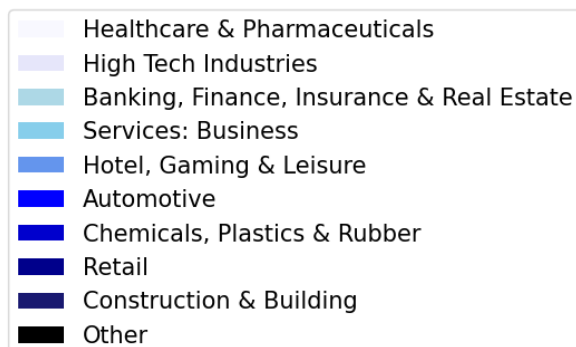 Healthcare & Pharmaceuticals
High Tech Industries
Banking, Finance, Insurance & Real Estate
Services: Business
Hotel, Gaming & Leisure
Automotive
Chemicals, Plastics & Rubber
Retail
Construction & Building
Other